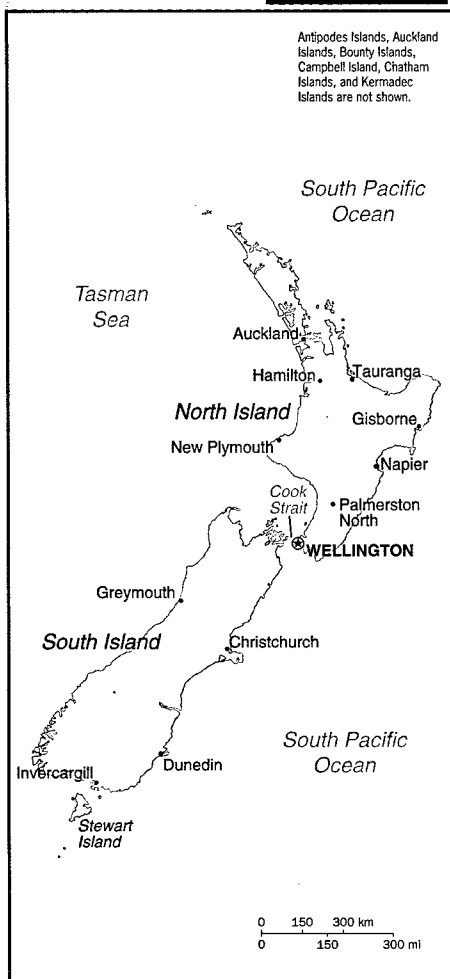 Antipodes Islands, Auckland
Islands, Bounty Islands,
Campbell Island, Chatham
Islands, and Kermadec
Islands are not shown.
South Pacific
Ocean
Tasman
Sea
Auckland
Hamilton
Tauranga
North Island
Gisborne
New Plymouth
Napier
Cook
Strait
Palmerston
North
WELLINGTON
Greymouth
South Island
Christchurch
South Pacific
Ocean
Invercargill
Dunedin
Stewart
Island
0 150 300 km
0 150 300 mi